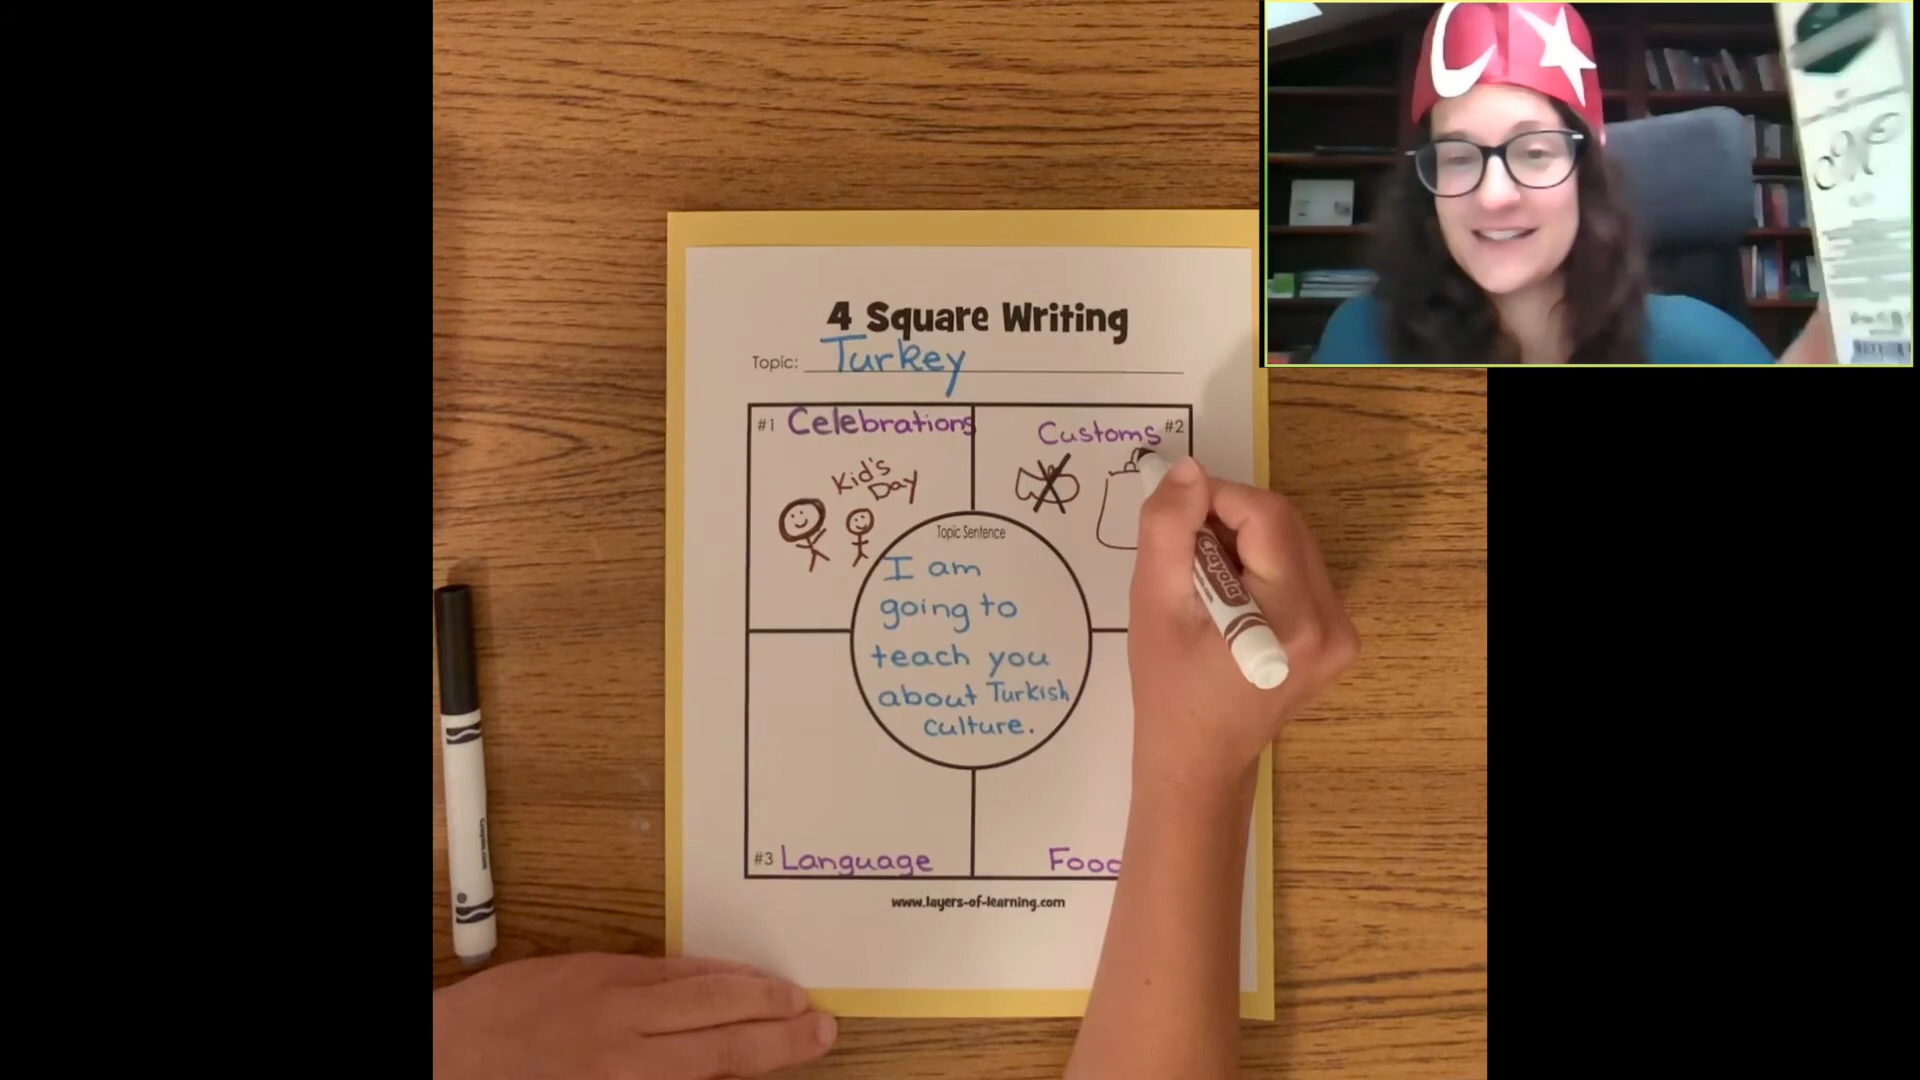 4 Square Writing
Topic: Turkey
#1 Celebrations
Customs #2
Kid's
Day
Topic Sentence
I am
going to
teach you
about Turkish
culture.
#3 Language
www.layers-of-learning.com
Crayola